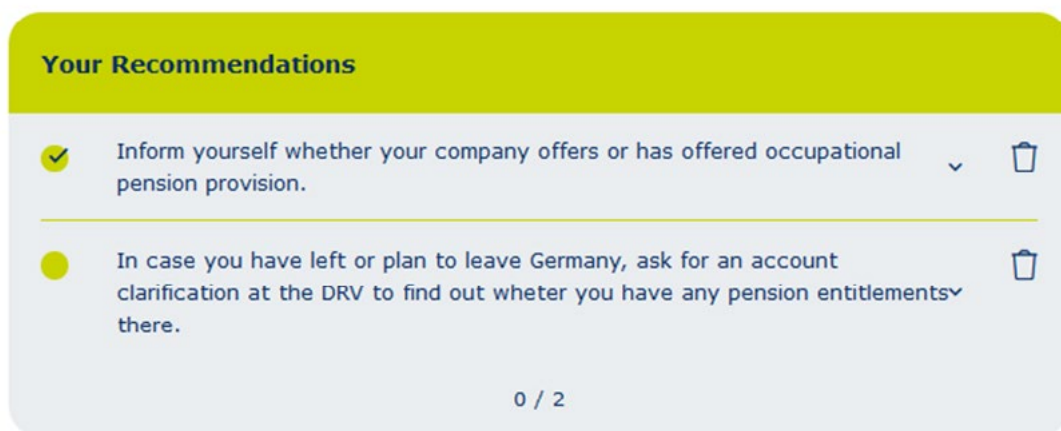 Your Recommendations
Inform yourself whether your company offers or has offered occupational
pension provision.
In case you have left or plan to leave Germany, ask for an account
clarification at the DRV to find out wheter you have any pension entitlements
there.
0 / 2